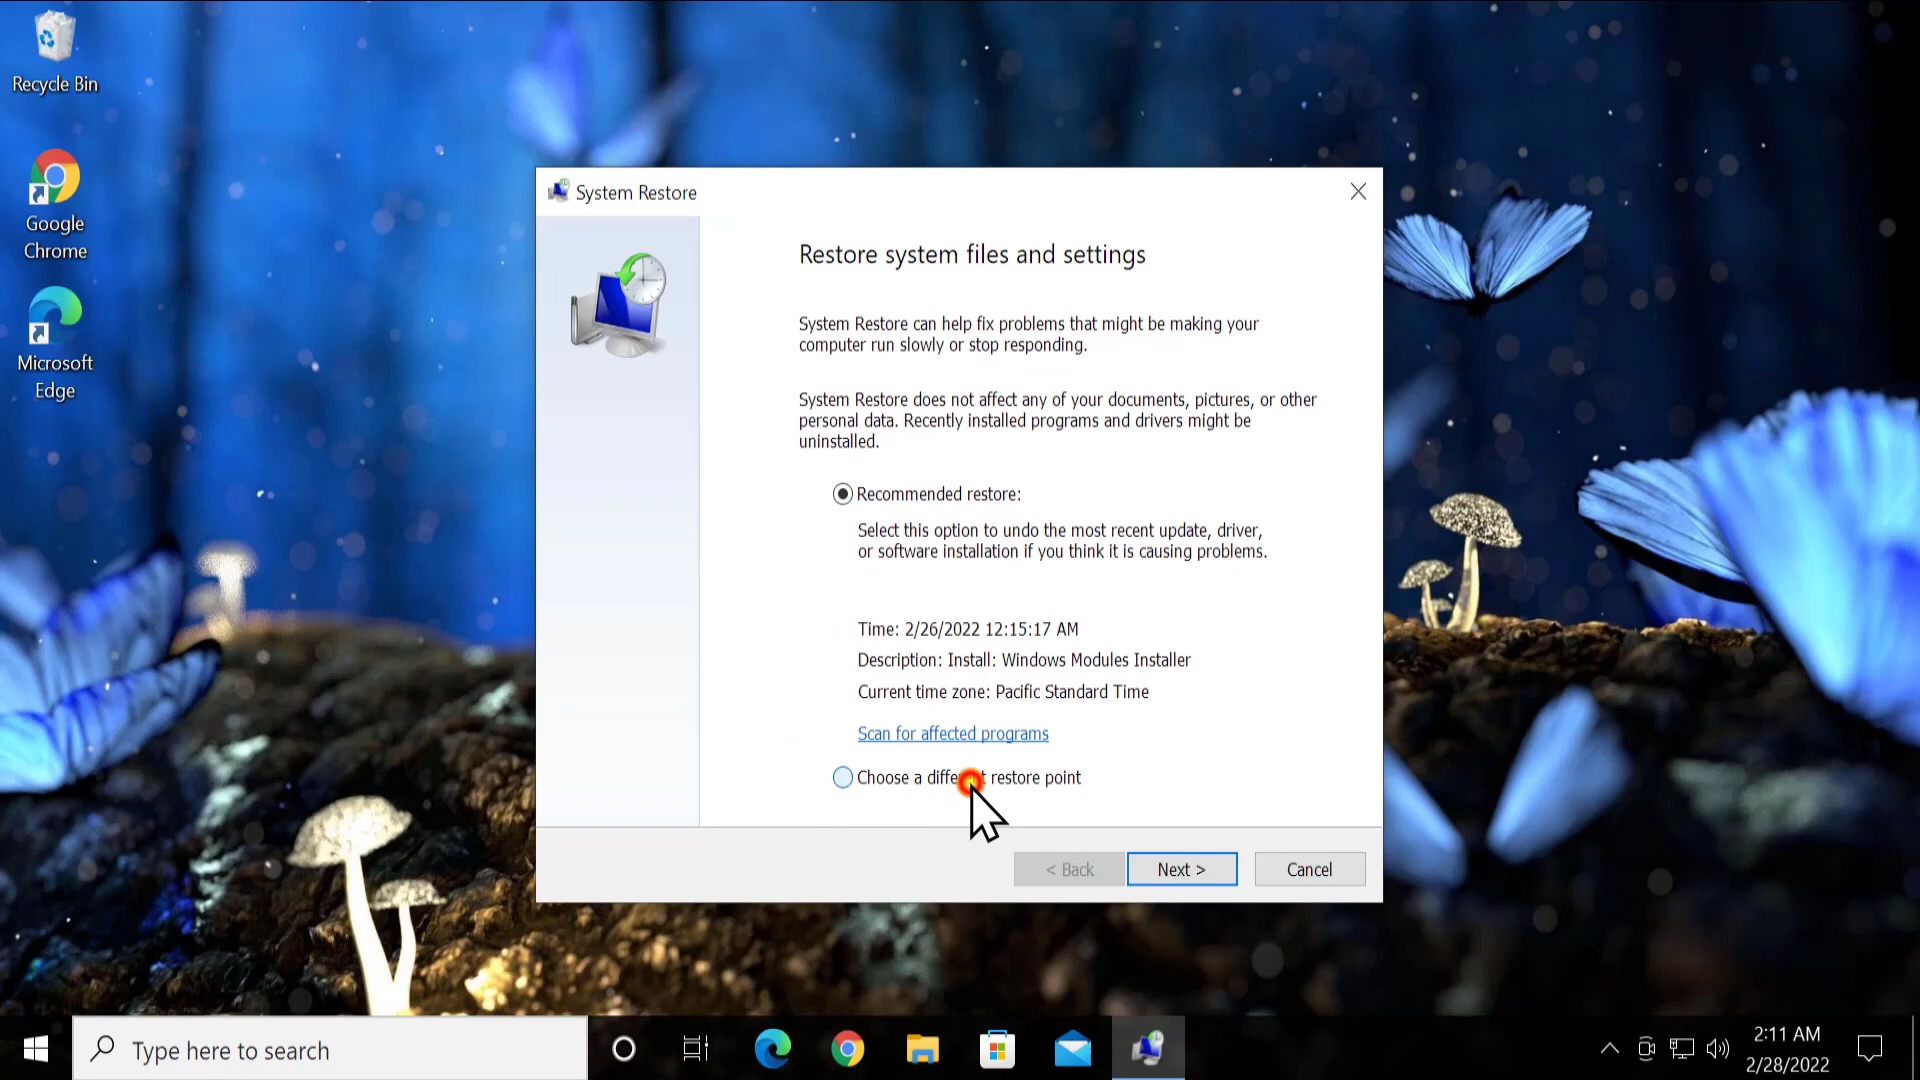 Recycle Bin
Google
Chrome
Microsoft
Edge
System Restore
Restore system files and settings
System Restore can help fix problems that might be making your
computer run slowly or stop responding.
System Restore does not affect any of your documents, pictures, or other
personal data. Recently installed programs and drivers might be
uninstalled.
Recommended restore:
Select this option to undo the most recent update, driver,
or software installation if you think it is causing problems.
Time: 2/26/2022 12:15:17 AM
Description: Install: Windows Modules Installer
Current time zone: Pacific Standard Time
Scan for affected programs
Choose a different restore point
< Back
Next >
Cancel
Type here to search
2:11 AM
2/28/2022